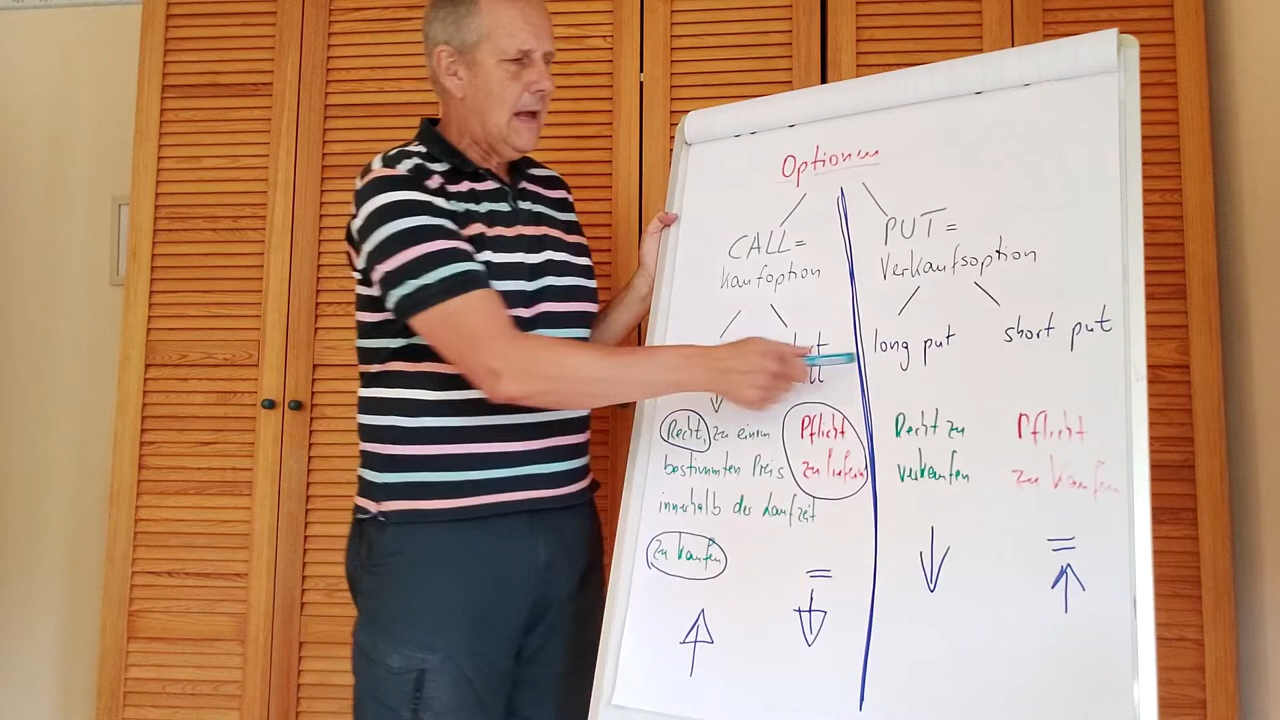 Optionen
CALL =
Kaufoption
PUT =
Verkaufsoption
long put
short put
Recht, zu einem
bestimmten Preis
innerhalb der Laufzeit
zu kaufen
Pflicht
zu liefern
=
Recht zu
verkaufen
Pflicht
zu kaufen
=